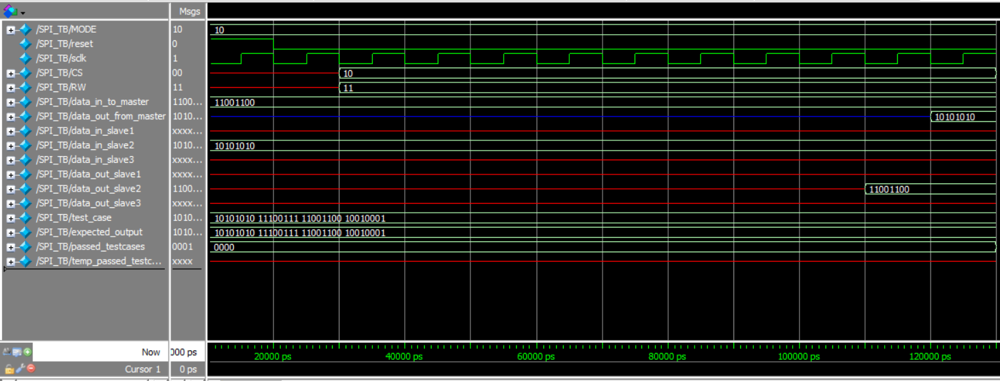 Msgs
/SPI_TB/MODE 10 10
/SPI_TB/reset 0
/SPI_TB/sclk 1
/SPI_TB/CS 00 10
/SPI_TB/RW 11 11
/SPI_TB/data_in_to_master 1100... 11001100
/SPI_TB/data_out_from_master 1010... 10101010
/SPI_TB/data_in_slave1 xxxx...
/SPI_TB/data_in_slave2 1010... 10101010
/SPI_TB/data_in_slave3 xxxx...
/SPI_TB/data_out_slave1 xxxx...
/SPI_TB/data_out_slave2 1100... 11001100
/SPI_TB/data_out_slave3 xxxx...
/SPI_TB/test_case 1010... 10101010 11100111 11001100 10010001
/SPI_TB/expected_output 1010... 10101010 11100111 11001100 10010001
/SPI_TB/passed_testcases 0001 0000
/SPI_TB/temp_passed_testc... xxxx
Now 000 ps 20000 ps 40000 ps 60000 ps 80000 ps 100000 ps 120000 ps
Cursor 1 0 ps